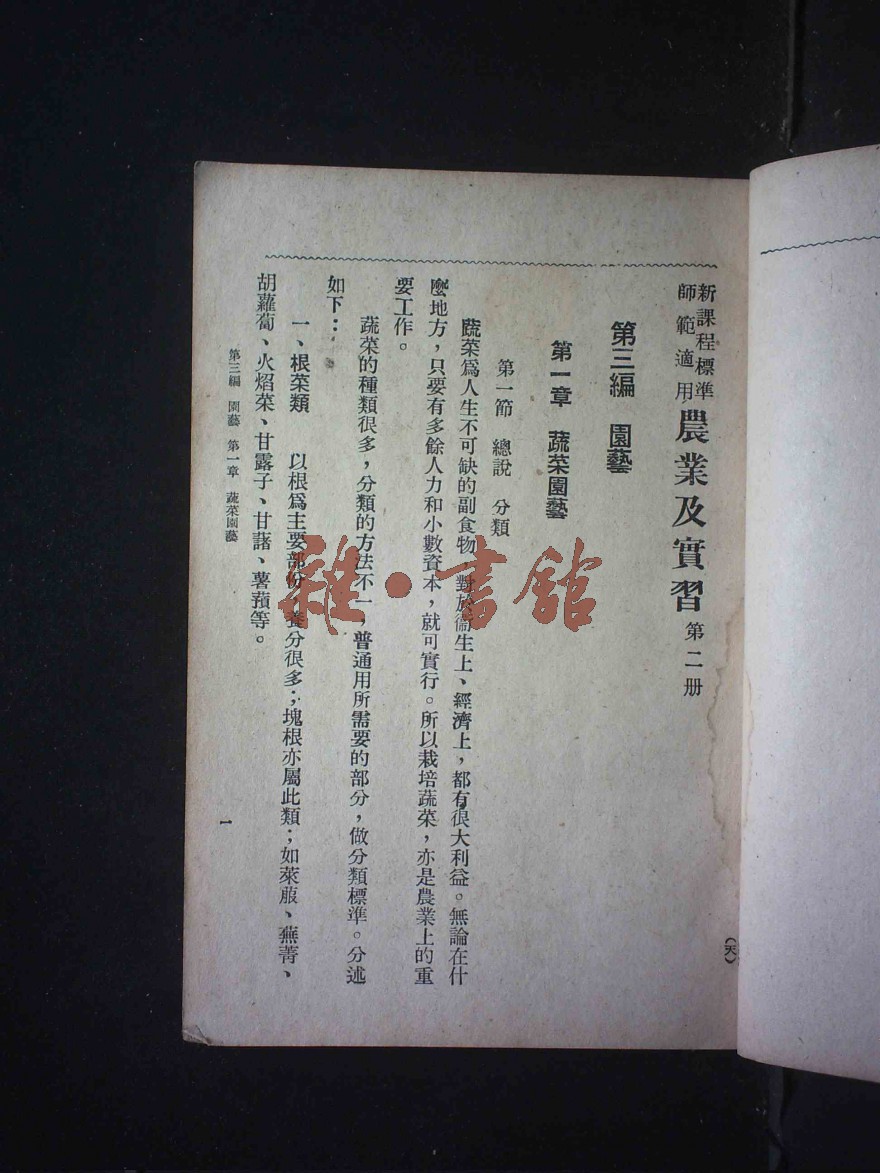 新課程標準
師範適用
農業及實習 第二册
(天)
第三編 園藝
第一章 蔬菜園藝
第一節 總說 分類
蔬菜爲人生不可缺的副食物，對於衞生上、經濟上，都有很大利益。無論在什
麼地方，只要有多餘人力和小數資本，就可實行。所以栽培蔬菜，亦是農業上的重
要工作。
蔬菜的種類很多，分類的方法不一，普通用所需要的部分，做分類標準。分述
如下：
一、根菜類 以根爲主要部份，養分很多；塊根亦屬此類；如萊菔、蕪菁、
胡蘿蔔、火焰菜、甘露子、甘藷、薯蕷等。
第三編 園藝 第一章 蔬菜園藝
一
雜·書館